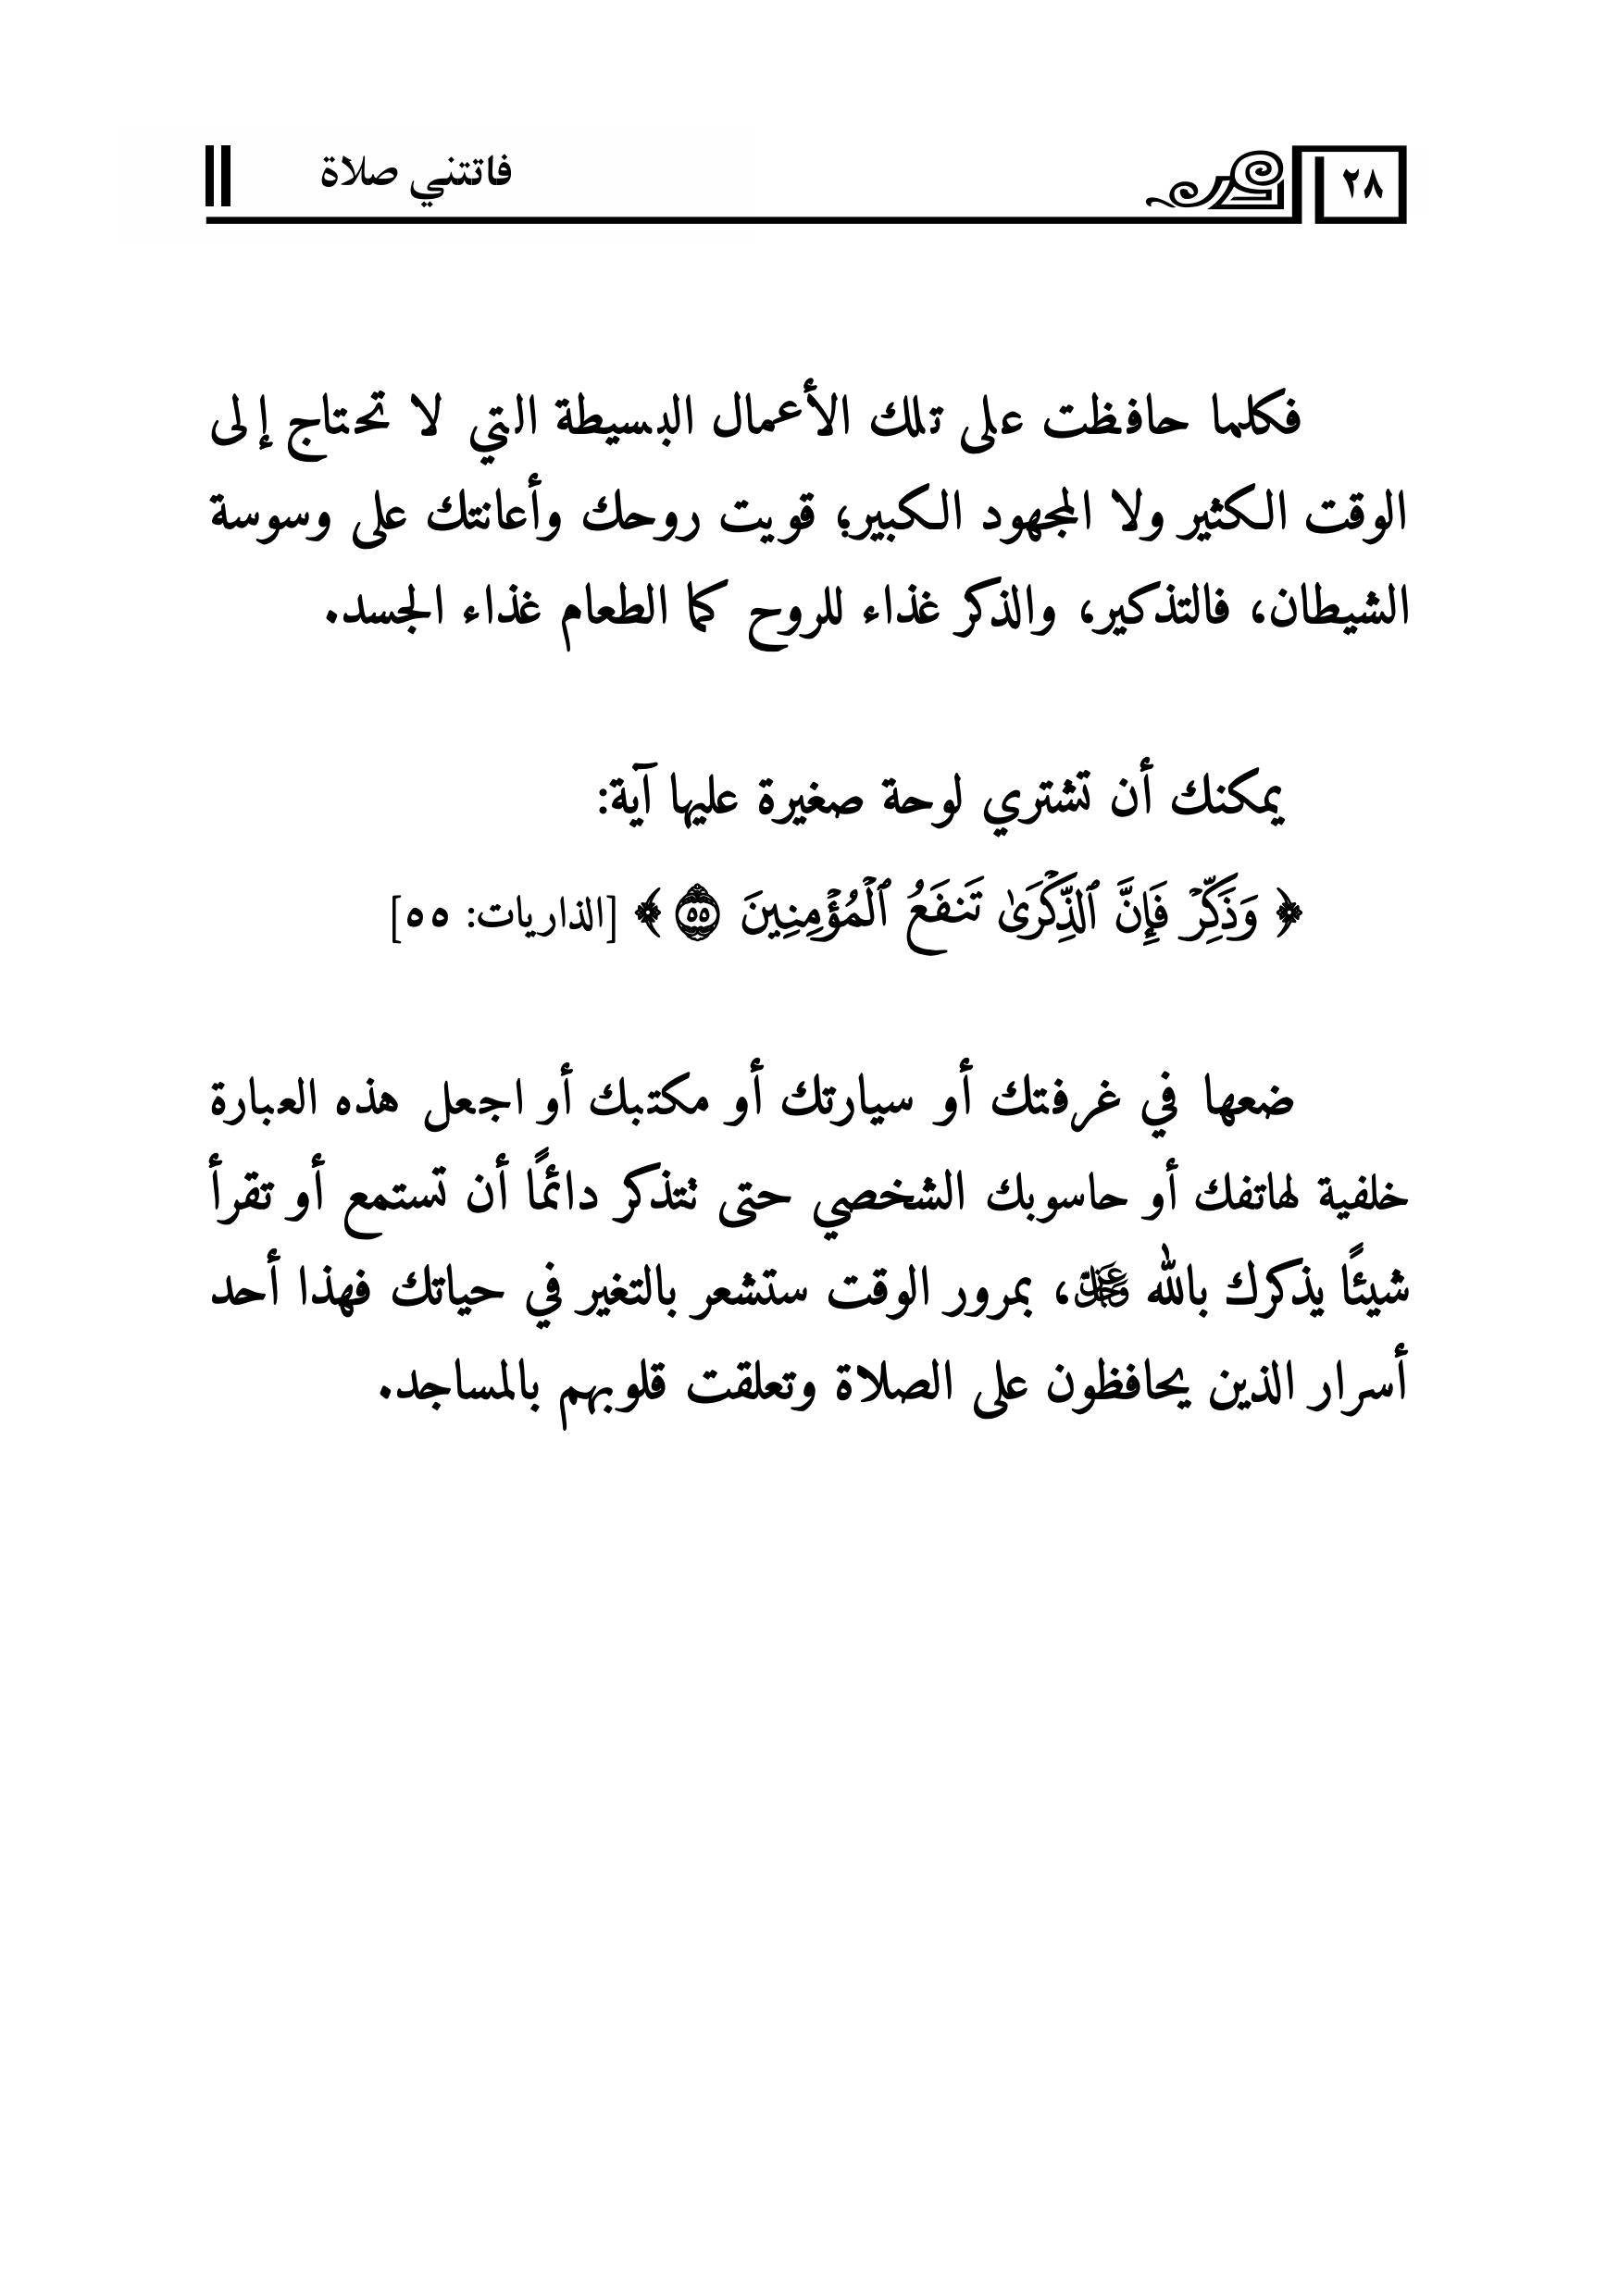 ٢٨
فاتتني صلاة
فكلما حافظت على تلك الأعمال البسيطة التي لا تحتاج إلى
الوقت الكثير ولا المجهود الكبير؛ قويت روحك وأعانتك على وسوسة
الشيطان، فالتذكير، والذكر غذاء للروح كما الطعام غذاء الجسد.
يمكنك أن تشتري لوحة صغيرة عليها آية:
﴿ وَذَكِّرْ فَإِنَّ ٱلذِّكْرَىٰ تَنفَعُ ٱلْمُؤْمِنِينَ ٥٥ ﴾ [الذاريات: ٥٥]
ضعها في غرفتك أو سيارتك أو مكتبك أو اجعل هذه العبارة
خلفية لهاتفك أو حاسوبك الشخصي حتى نتذكر دائمًا أن تستمع أو تقرأ
شيئًا يذكرك بالله عز وجل، بمرور الوقت ستشعر بالتغير في حياتك فهذا أحد
أسرار الذين يحافظون على الصلاة وتعلقت قلوبهم بالمساجد.